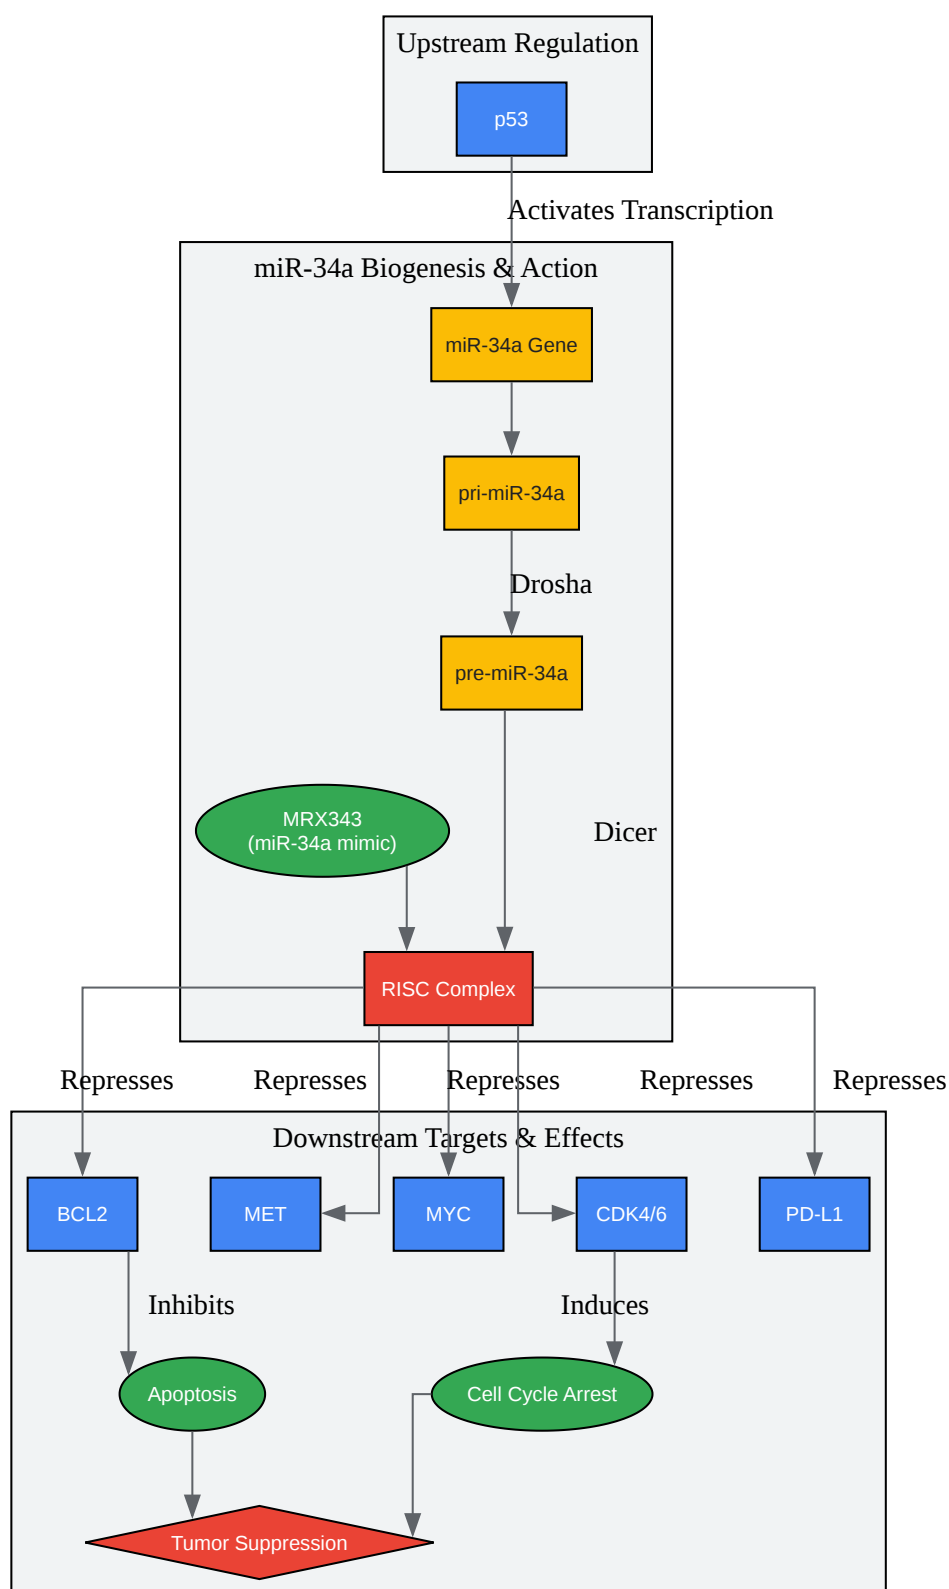 Upstream Regulation
p53
Activates Transcription
miR-34a Biogenesis & Action
miR-34a Gene
pri-miR-34a
Drosha
pre-miR-34a
MRX343
(miR-34a mimic)
Dicer
RISC Complex
Represses
Represses
Represses
Represses
Represses
Downstream Targets & Effects
BCL2
MET
MYC
CDK4/6
PD-L1
Inhibits
Induces
Apoptosis
Cell Cycle Arrest
Tumor Suppression